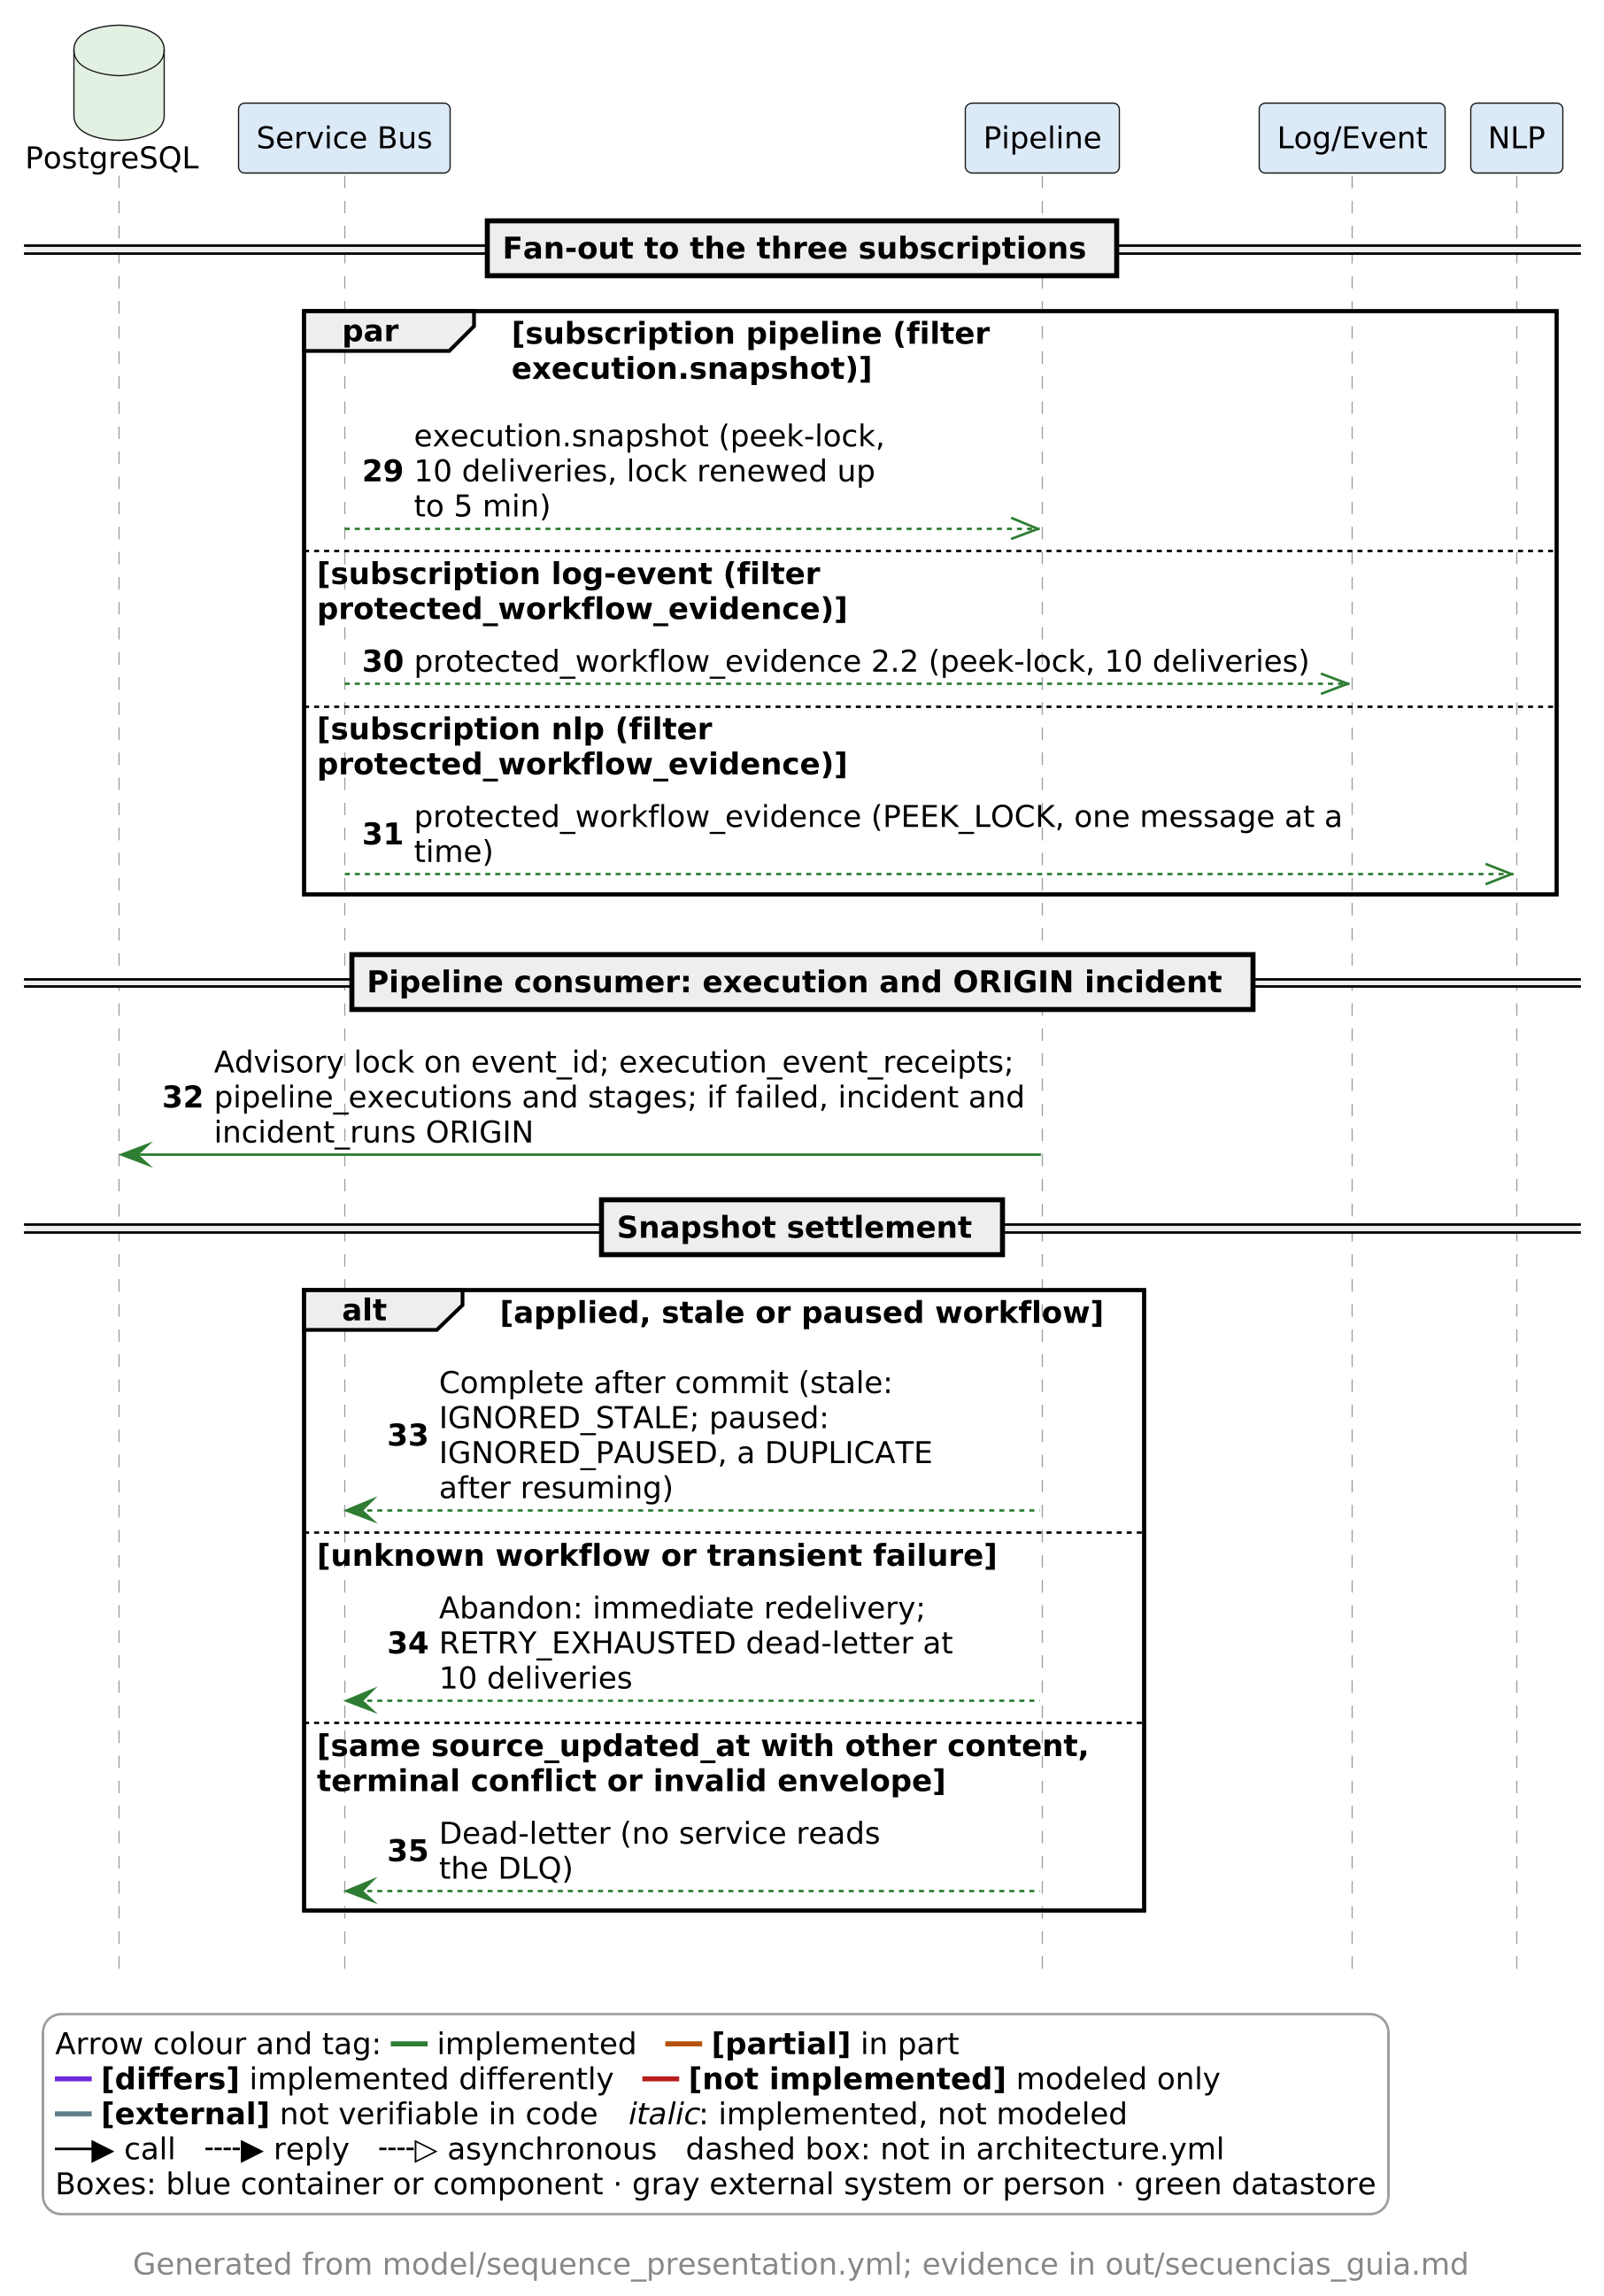 PostgreSQL
Service Bus
Pipeline
Log/Event
NLP
Fan-out to the three subscriptions
par
[subscription pipeline (filter
execution.snapshot)]
29
execution.snapshot (peek-lock,
10 deliveries, lock renewed up
to 5 min)
[subscription log-event (filter
protected_workflow_evidence)]
30 protected_workflow_evidence 2.2 (peek-lock, 10 deliveries)
[subscription nlp (filter
protected_workflow_evidence)]
31
protected_workflow_evidence (PEEK_LOCK, one message at a
time)
Pipeline consumer: execution and ORIGIN incident
32
Advisory lock on event_id; execution_event_receipts;
pipeline_executions and stages; if failed, incident and
incident_runs ORIGIN
Snapshot settlement
alt
[applied, stale or paused workflow]
33
Complete after commit (stale:
IGNORED_STALE; paused:
IGNORED_PAUSED, a DUPLICATE
after resuming)
[unknown workflow or transient failure]
34
Abandon: immediate redelivery;
RETRY_EXHAUSTED dead-letter at
10 deliveries
[same source_updated_at with other content,
terminal conflict or invalid envelope]
35
Dead-letter (no service reads
the DLQ)
Arrow colour and tag: implemented [partial] in part
[differs] implemented differently [not implemented] modeled only
[external] not verifiable in code italic: implemented, not modeled
call reply asynchronous dashed box: not in architecture.yml
Boxes: blue container or component · gray external system or person · green datastore
Generated from model/sequence_presentation.yml; evidence in out/secuencias_guia.md